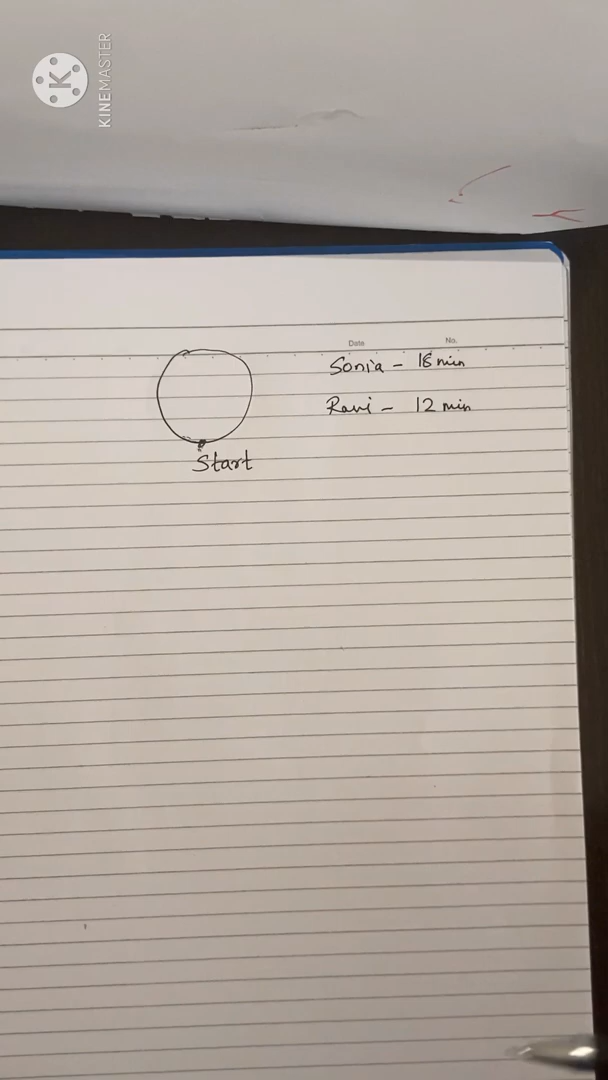 KINEMASTER
Date No.
Sonia - 18 min
Ravi - 12 min
Start